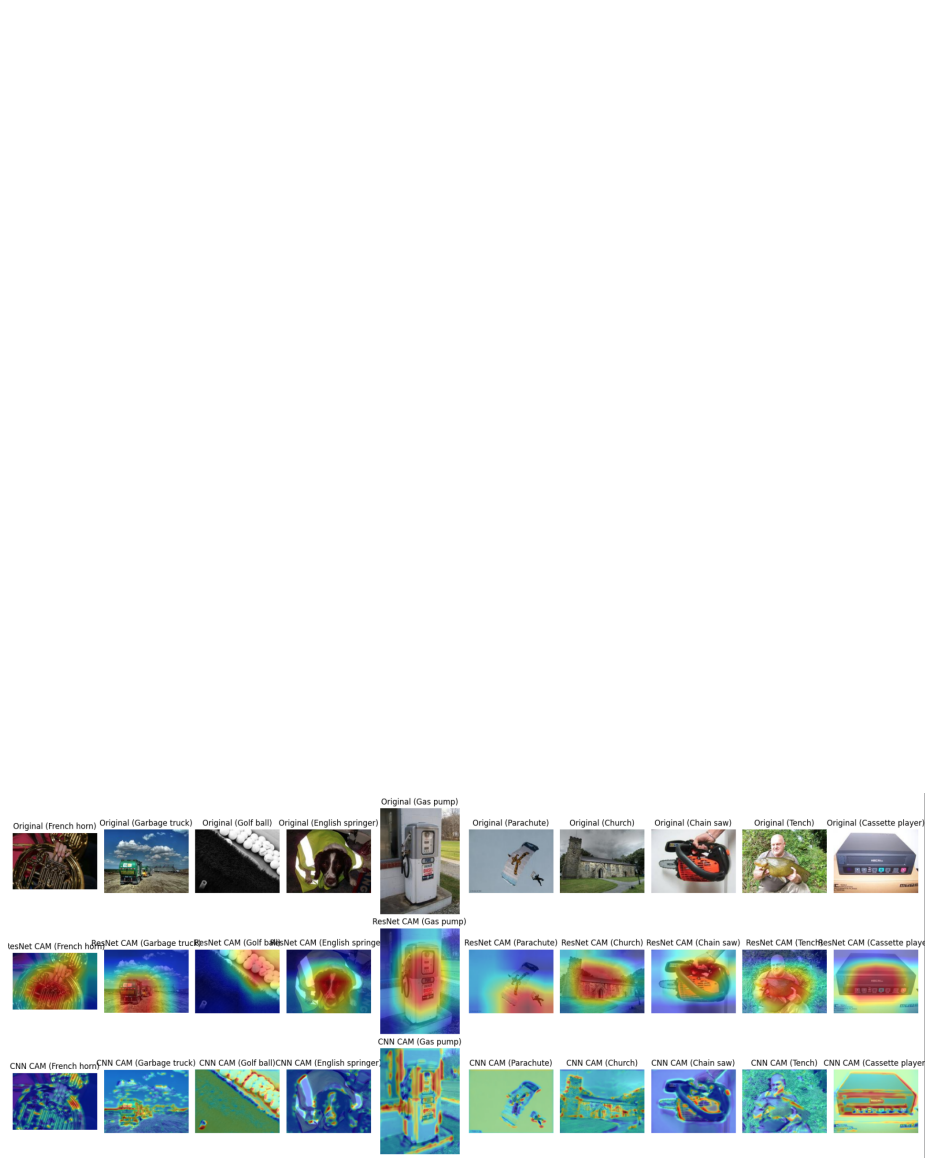 Original (Gas pump)
Original (French horn) Original (Garbage truck) Original (Golf ball) Original (English springer) Original (Parachute) Original (Church) Original (Chain saw) Original (Tench) Original (Cassette player)
ResNet CAM (Gas pump)
ResNet CAM (French horn) ResNet CAM (Garbage truck) ResNet CAM (Golf ball) ResNet CAM (English springer ResNet CAM (Parachute) ResNet CAM (Church) ResNet CAM (Chain saw) ResNet CAM (Tench) ResNet CAM (Cassette playe
CNN CAM (Gas pump)
CNN CAM (French horn) CNN CAM (Garbage truck) CNN CAM (Golf ball) CNN CAM (English springer) CNN CAM (Parachute) CNN CAM (Church) CNN CAM (Chain saw) CNN CAM (Tench) CNN CAM (Cassette player